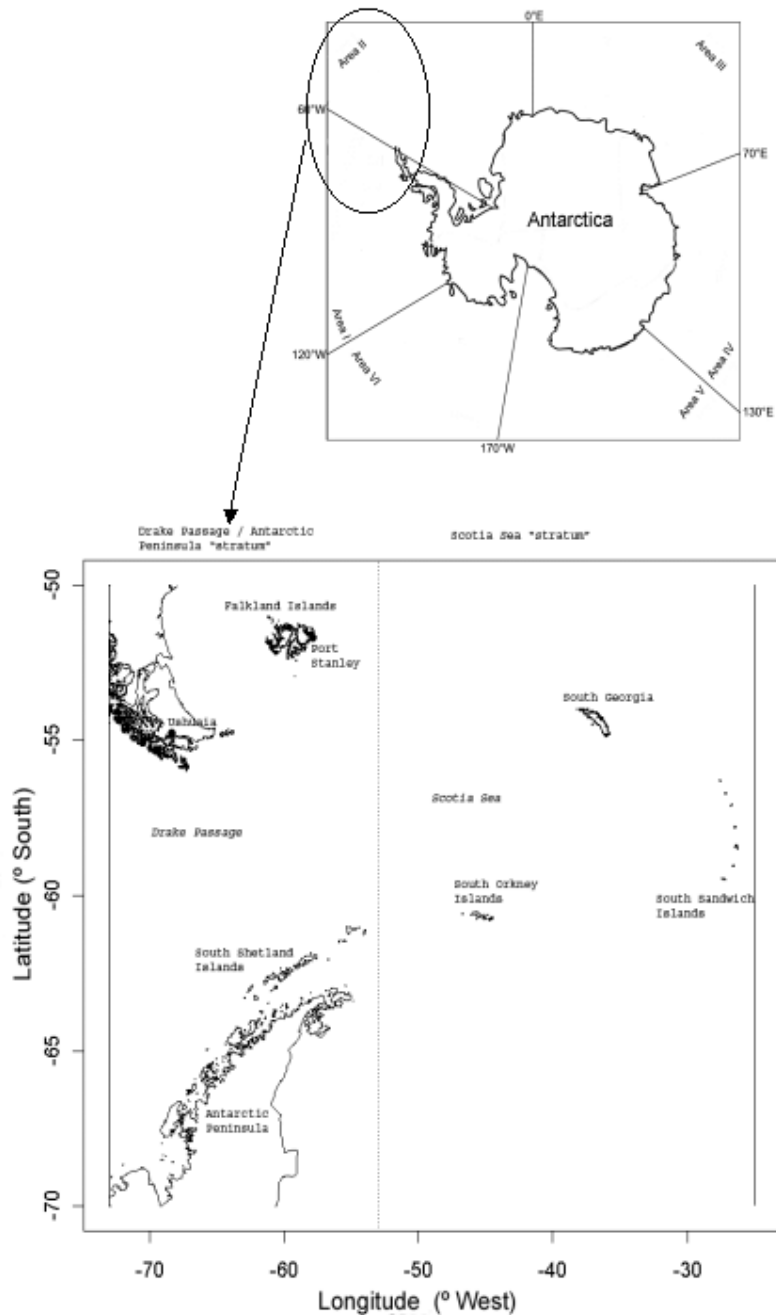 0°E
Area II
Area III
60°W
70°E
Antarctica
Area I
120°W
Area VI
Area IV
Area V
130°E
170°W
Drake Passage / Antarctic
Peninsula "stratum"
Scotia Sea "stratum"
-50
Falkland Islands
Port
Stanley
South Georgia
Ushuaia
-55
Scotia Sea
Drake Passage
Latitude (º South)
South Orkney
Islands
-60
South Sandwich
Islands
South Shetland
Islands
-65
Antarctic
Peninsula
-70
-70
-60
-50
-40
-30
Longitude (º West)